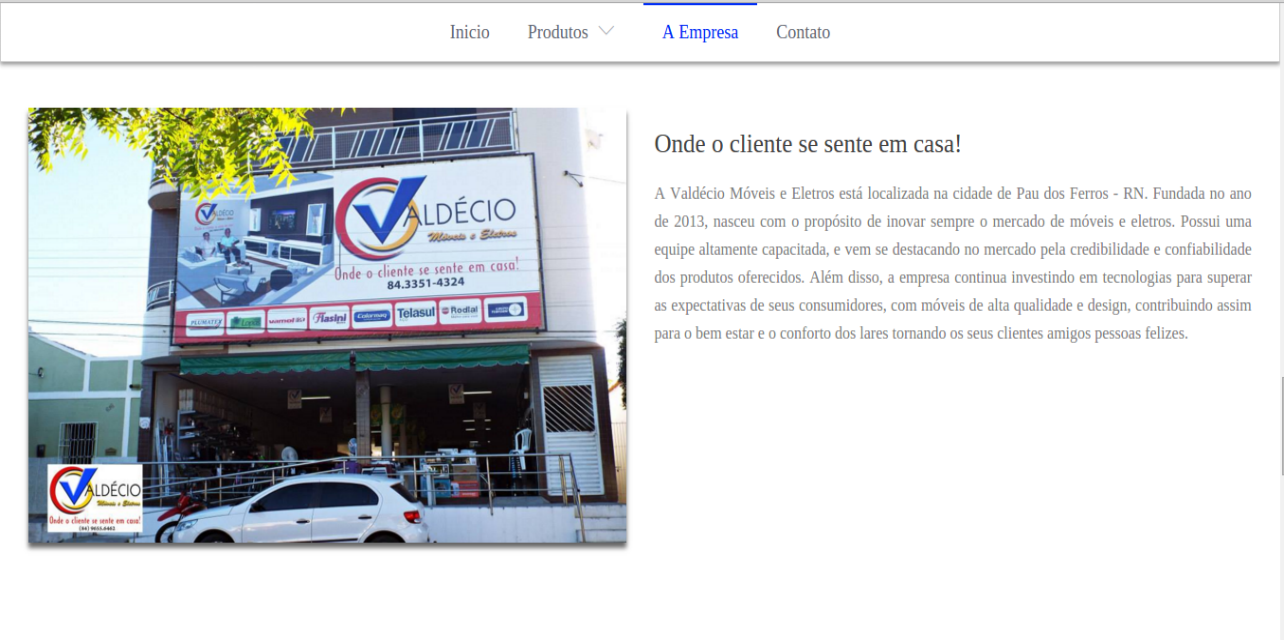 Inicio
Produtos
A Empresa
Contato
Onde o cliente se sente em casa!
A Valdécio Móveis e Eletros está localizada na cidade de Pau dos Ferros - RN. Fundada no ano
de 2013, nasceu com o propósito de inovar sempre o mercado de móveis e eletros. Possui uma
equipe altamente capacitada, e vem se destacando no mercado pela credibilidade e confiabilidade
dos produtos oferecidos. Além disso, a empresa continua investindo em tecnologias para superar
as expectativas de seus consumidores, com móveis de alta qualidade e design, contribuindo assim
para o bem estar e o conforto dos lares tornando os seus clientes amigos pessoas felizes.
VALDÉCIO
VALDÉCIO
Móveis e Eletros
Onde o cliente se sente em casa!
84.3351-4324
PLUMATEX
Hasini
Colormaq
Telasul
Rodial
VALDÉCIO
Móveis e Eletros
Onde o cliente se sente em casa!